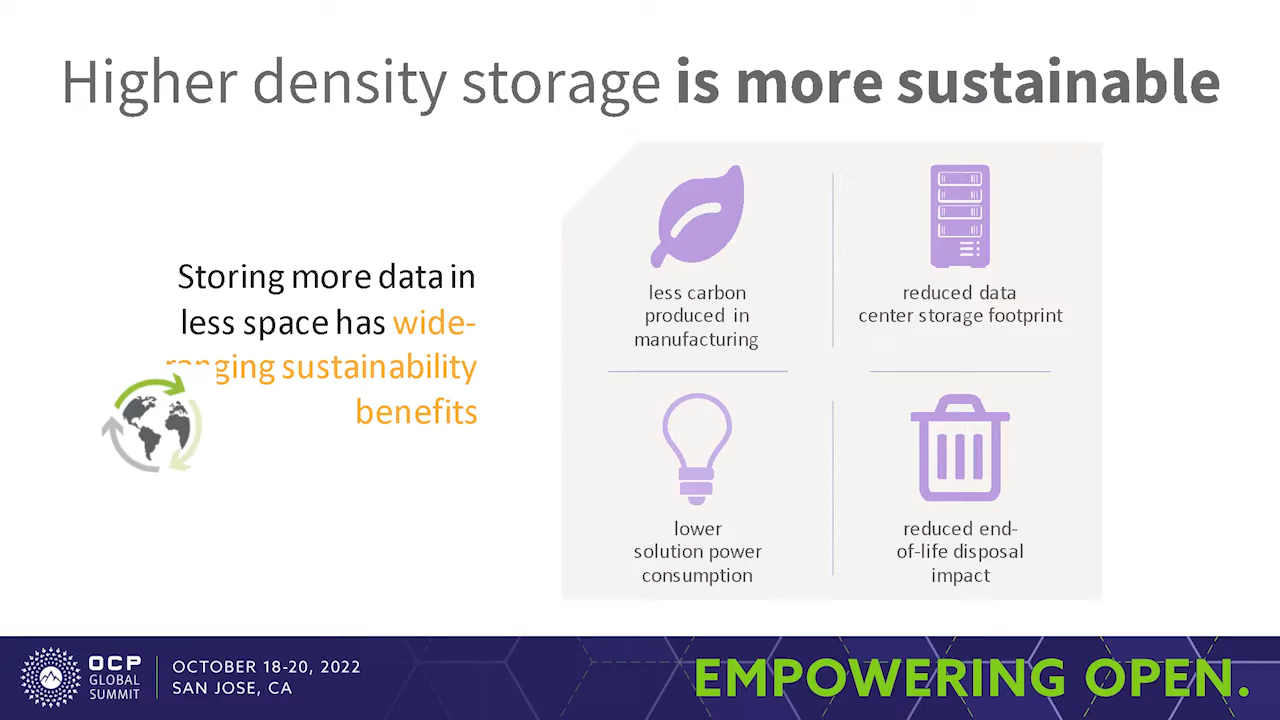 Higher density storage is more sustainable
Storing more data in
less space has wide-
ranging sustainability
benefits
less carbon
produced in
manufacturing
reduced data
center storage footprint
lower
solution power
consumption
reduced end-
of-life disposal
impact
OCP
GLOBAL
SUMMIT
OCTOBER 18-20, 2022
SAN JOSE, CA
EMPOWERING OPEN.